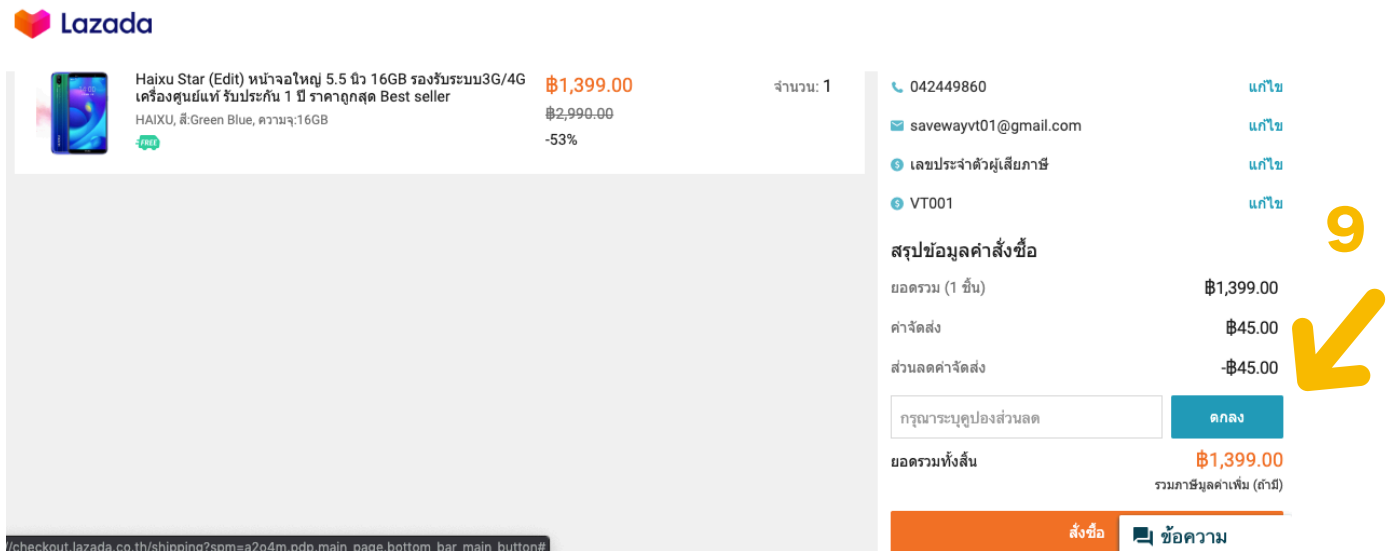 Lazada
Haixu Star (Edit) หน้าจอใหญ่ 5.5 นิ้ว 16GB รองรับระบบ3G/4G
เครื่องศูนย์แท้ รับประกัน 1 ปี ราคาถูกสุด Best seller
HAIXU, สี:Green Blue, ความจุ:16GB
FREE
฿1,399.00
฿2,990.00
-53%
จำนวน: 1
042449860 แก้ไข
savewayvt01@gmail.com แก้ไข
เลขประจำตัวผู้เสียภาษี แก้ไข
VT001 แก้ไข
9
สรุปข้อมูลคำสั่งซื้อ
ยอดรวม (1 ชิ้น) ฿1,399.00
ค่าจัดส่ง ฿45.00
ส่วนลดค่าจัดส่ง -฿45.00
กรุณาระบุคูปองส่วนลด ตกลง
ยอดรวมทั้งสิ้น ฿1,399.00
รวมภาษีมูลค่าเพิ่ม (ถ้ามี)
สั่งซื้อ
ข้อความ
//checkout.lazada.co.th/shipping?spm=a2o4m.pdp.main_page.bottom_bar_main_button#